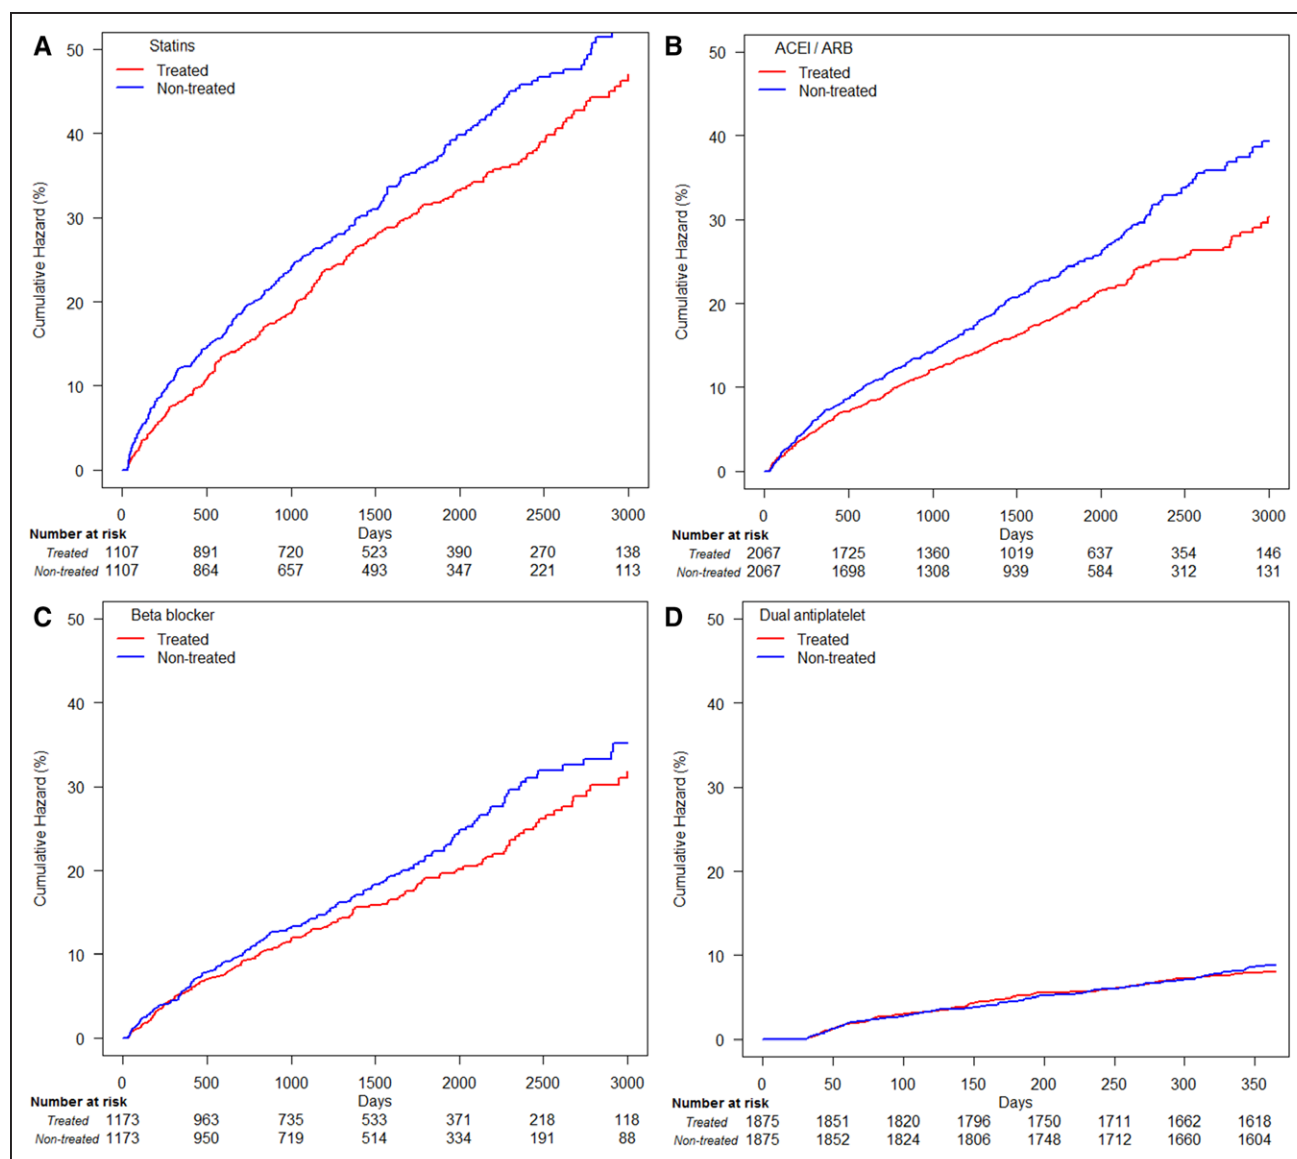 A
Statins
Treated
Non-treated
Cumulative Hazard (%)
50
40
30
20
10
0
0 500 1000 1500 2000 2500 3000
Days
Number at risk
Treated 1107 891 720 523 390 270 138
Non-treated 1107 864 657 493 347 221 113
B
ACEI / ARB
Treated
Non-treated
Cumulative Hazard (%)
50
40
30
20
10
0
0 500 1000 1500 2000 2500 3000
Days
Number at risk
Treated 2067 1725 1360 1019 637 354 146
Non-treated 2067 1698 1308 939 584 312 131
C
Beta blocker
Treated
Non-treated
Cumulative Hazard (%)
50
40
30
20
10
0
0 500 1000 1500 2000 2500 3000
Days
Number at risk
Treated 1173 963 735 533 371 218 118
Non-treated 1173 950 719 514 334 191 88
D
Dual antiplatelet
Treated
Non-treated
Cumulative Hazard (%)
50
40
30
20
10
0
0 50 100 150 200 250 300 350
Days
Number at risk
Treated 1875 1851 1820 1796 1750 1711 1662 1618
Non-treated 1875 1852 1824 1806 1748 1712 1660 1604